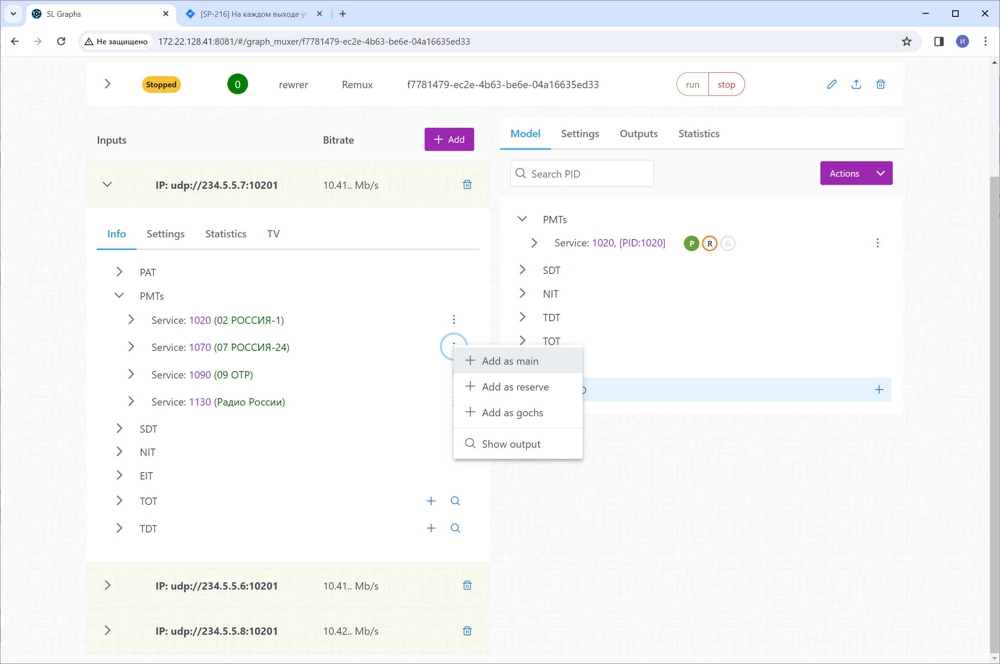 SL Graphs
[SP-216] На каждом выходе ус
Не защищено
172.22.128.41:8081/#/graph_muxer/f7781479-ec2e-4b63-be6e-04a16635ed33
И
Stopped
0
rewrer
Remux
f7781479-ec2e-4b63-be6e-04a16635ed33
run
stop
Inputs
Bitrate
Add
IP: udp://234.5.5.7:10201
10.41.. Mb/s
Info
Settings
Statistics
TV
PAT
PMTs
Service: 1020 (02 РОССИЯ-1)
Service: 1070 (07 РОССИЯ-24)
Service: 1090 (09 ОТР)
Service: 1130 (Радио России)
SDT
NIT
EIT
TOT
TDT
IP: udp://234.5.5.6:10201
10.41.. Mb/s
IP: udp://234.5.5.8:10201
10.42.. Mb/s
Model
Settings
Outputs
Statistics
Search PID
Actions
PMTs
Service: 1020, [PID:1020]
P
R
G
SDT
NIT
TDT
TOT
Add as main
Add as reserve
Add as gochs
Show output